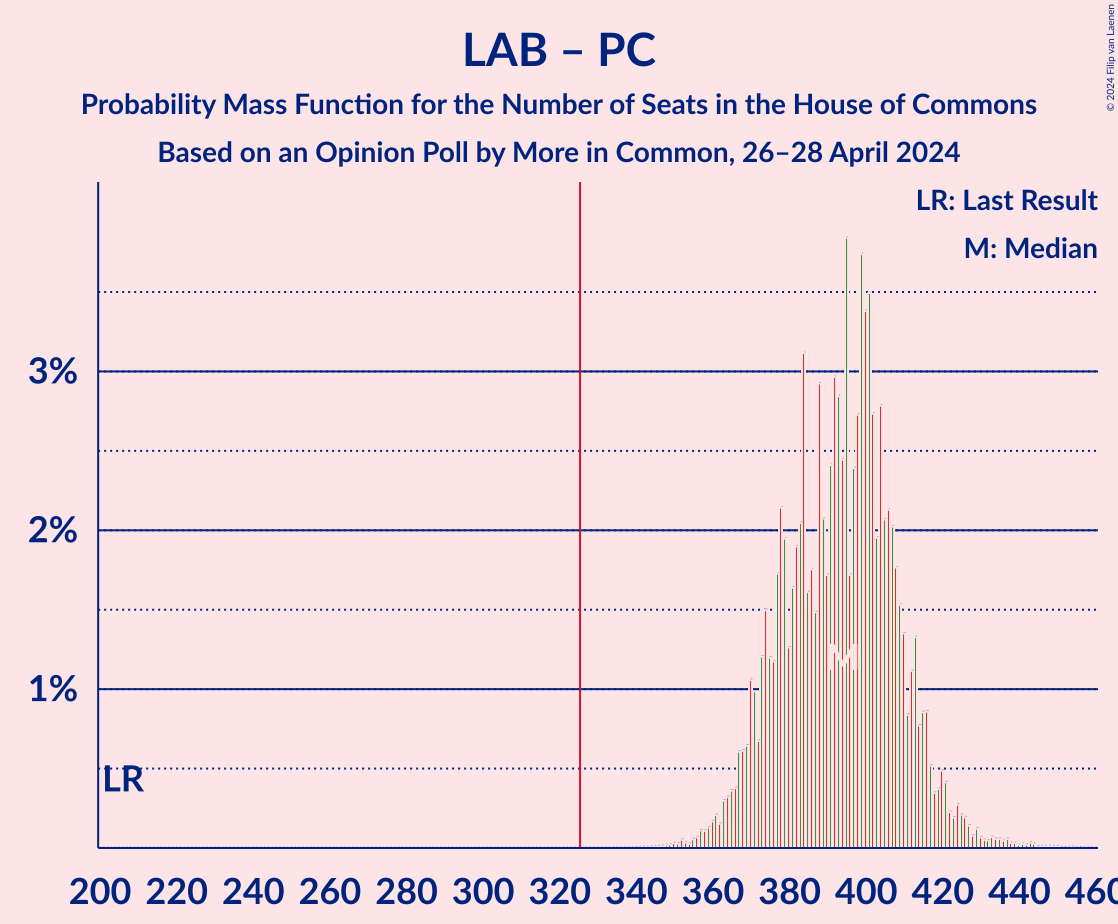 LAB – PC
Probability Mass Function for the Number of Seats in the House of Commons
Based on an Opinion Poll by More in Common, 26–28 April 2024
© 2024 Filip van Laenen
LR: Last Result
M: Median
3%
2%
1%
LR
M
200 220 240 260 280 300 320 340 360 380 400 420 440 460